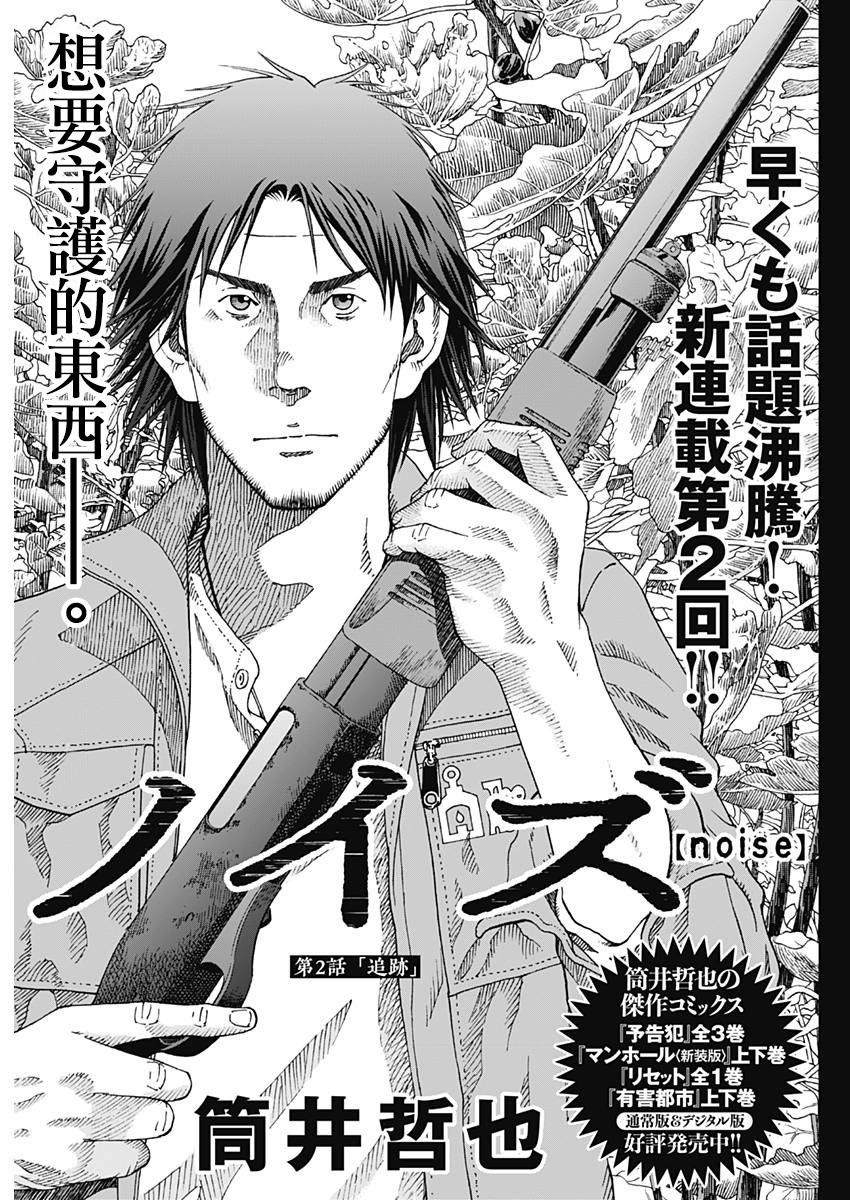 早くも話題沸騰!
新連載第2回!!
想要守護的東西——。
ノイズ
【noise】
第2話「追跡」
筒井哲也
筒井哲也の
傑作コミックス
『予告犯』全3巻
『マンホール〈新装版〉』上下巻
『リセット』全1巻
『有害都市』上下巻
通常版&デジタル版
好評発売中!!